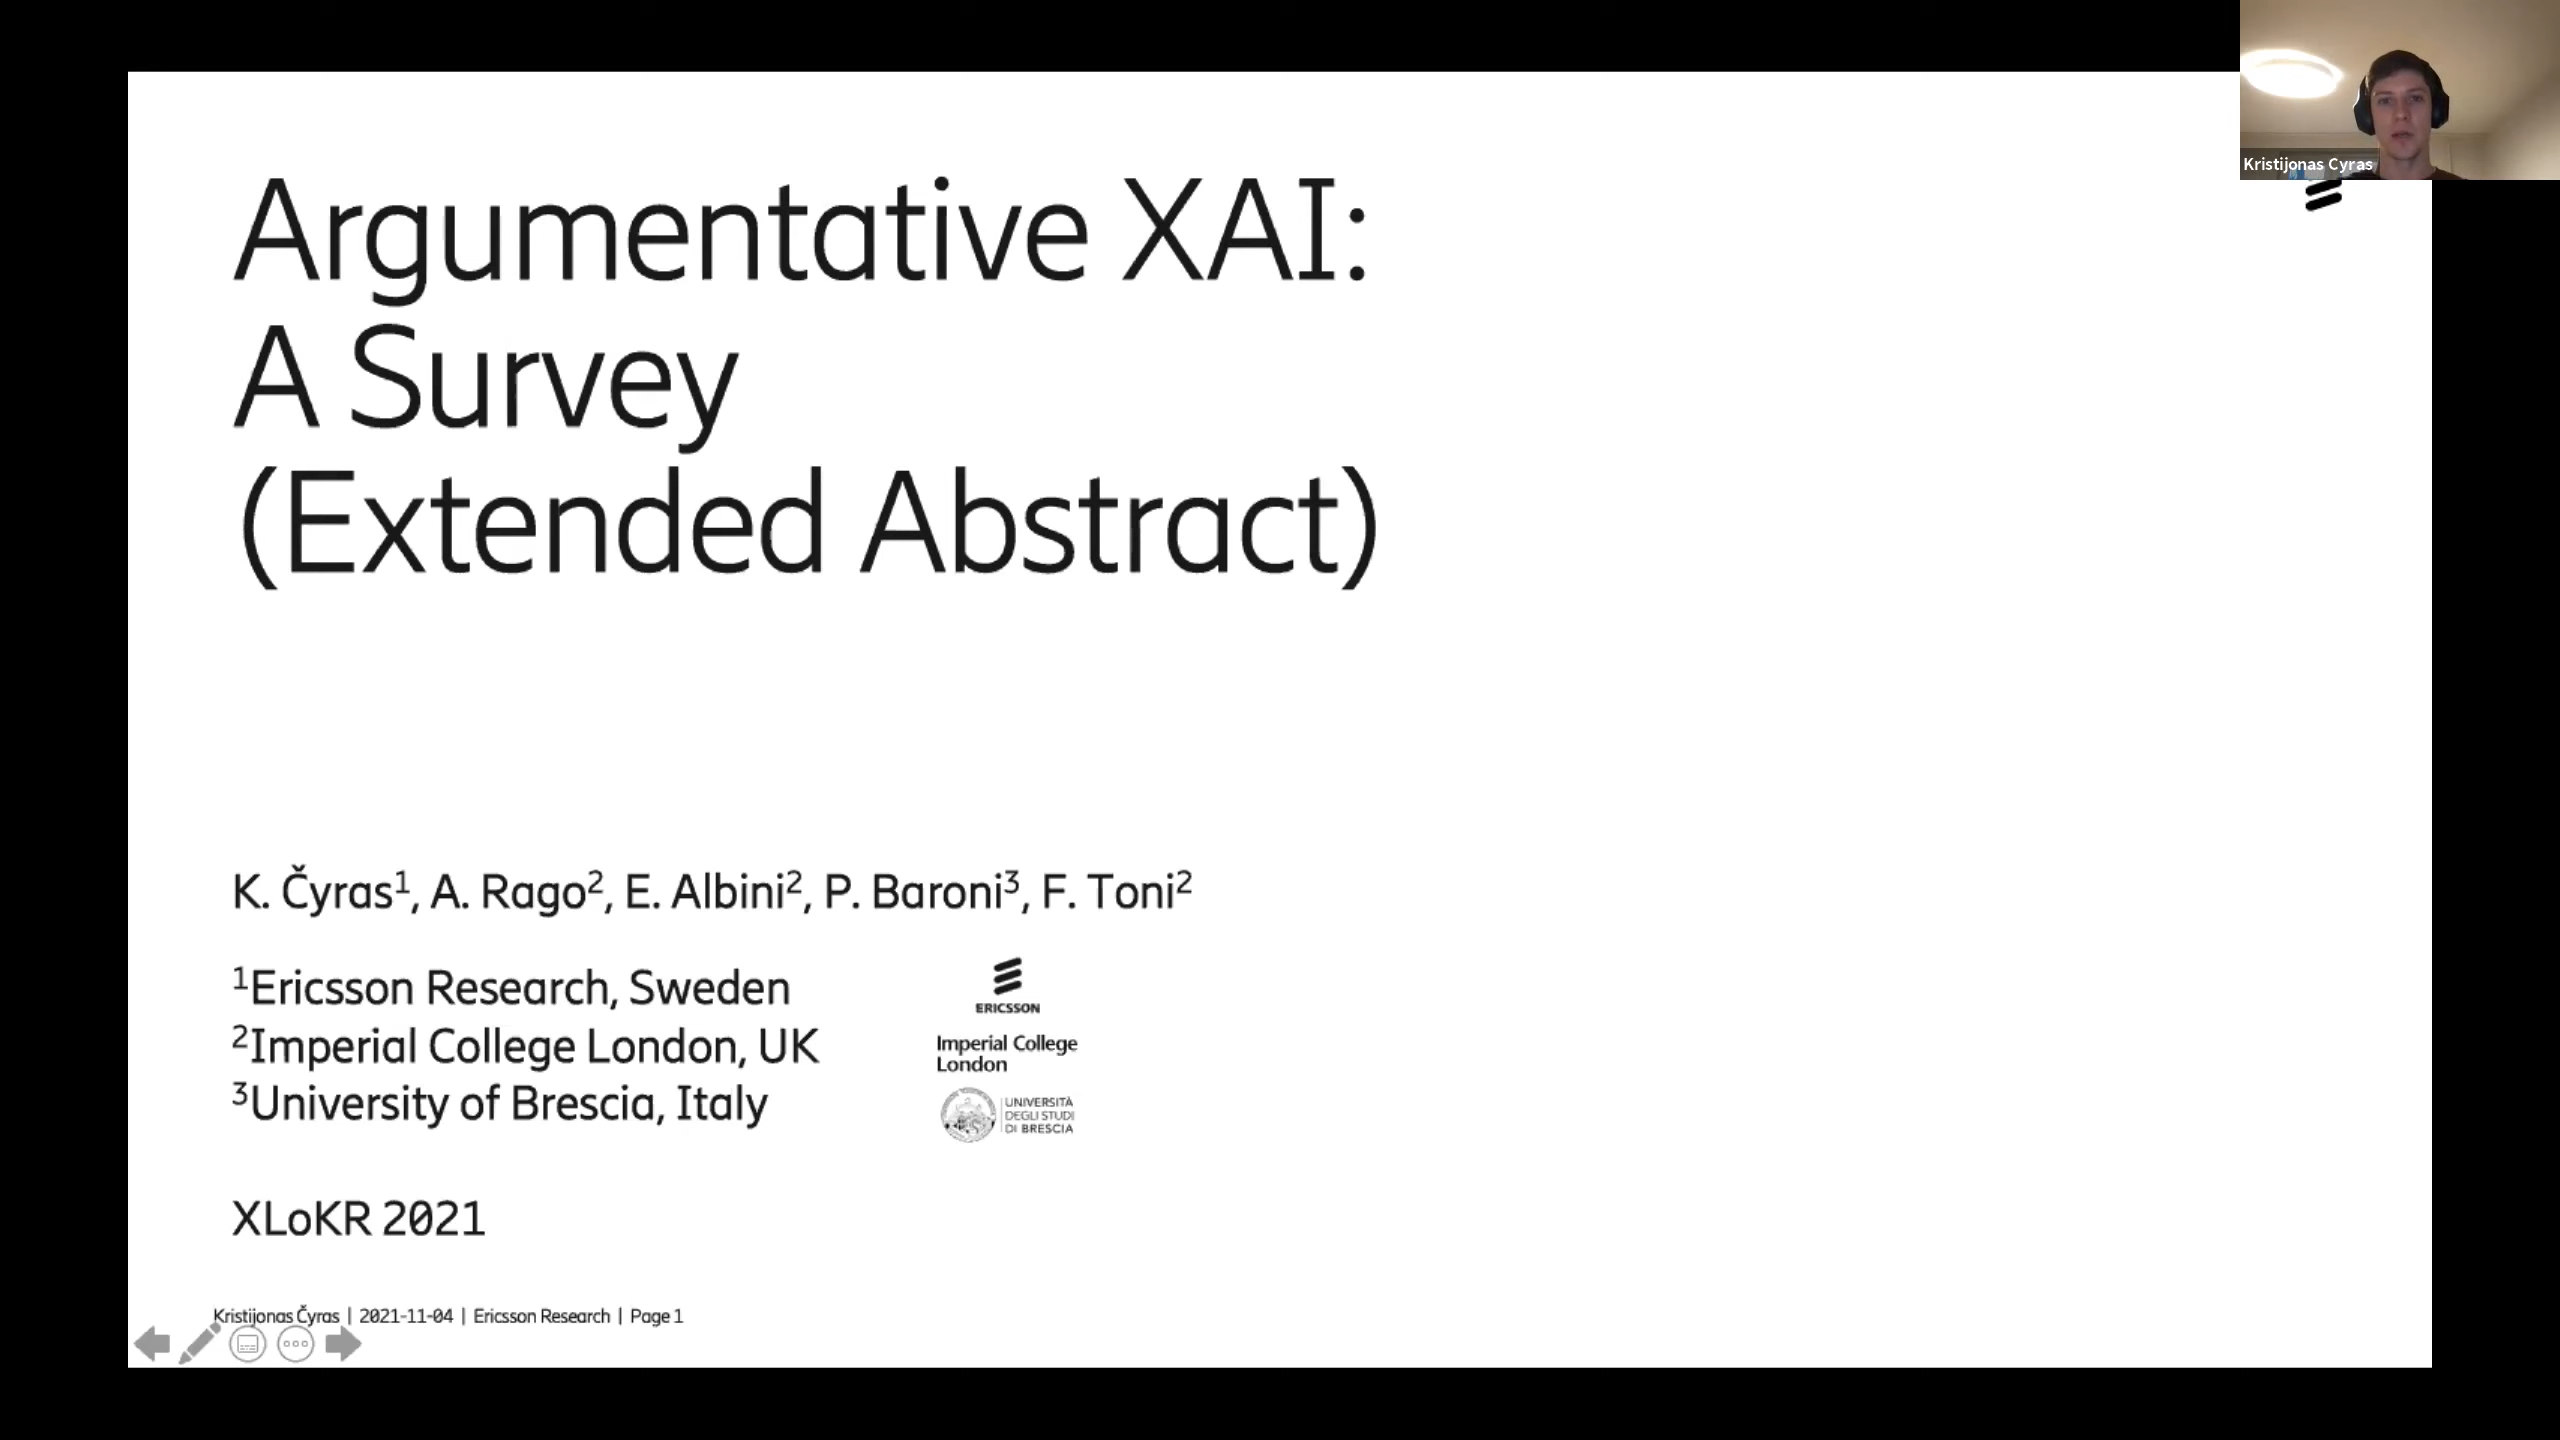 Kristijonas Cyras
Argumentative XAI:
A Survey
(Extended Abstract)
K. Čyras¹, A. Rago², E. Albini², P. Baroni³, F. Toni²
¹Ericsson Research, Sweden
²Imperial College London, UK
³University of Brescia, Italy
ERICSSON
Imperial College
London
UNIVERSITÀ
DEGLI STUDI
DI BRESCIA
XLoKR 2021
Kristijonas Čyras | 2021-11-04 | Ericsson Research | Page 1